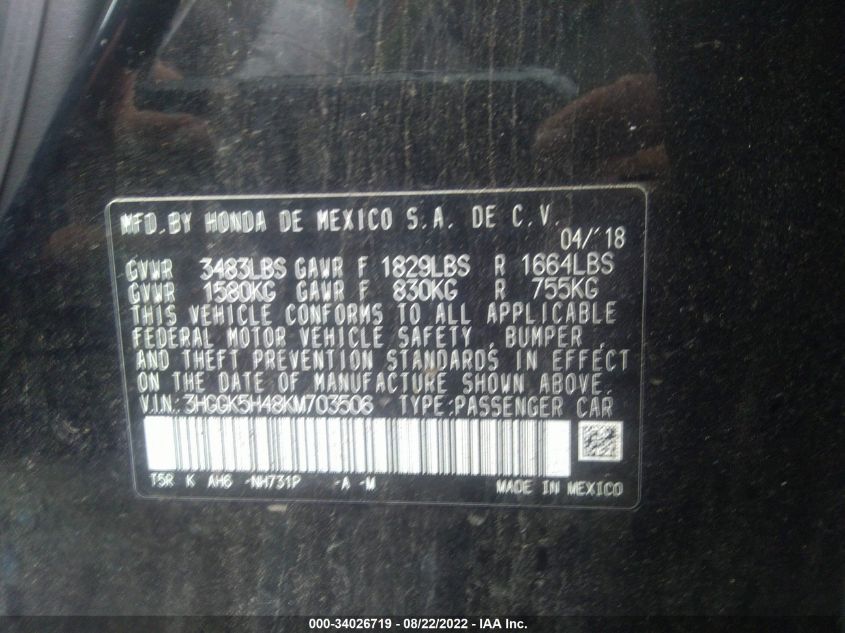 MFD.BY HONDA DE MEXICO S.A. DE C.V.
04/'18
GVWR 3483LBS GAWR F 1829LBS R 1664LBS
GVWR 1580KG GAWR F 830KG R 755KG
THIS VEHICLE CONFORMS TO ALL APPLICABLE
FEDERAL MOTOR VEHICLE SAFETY, BUMPER,
AND THEFT PREVENTION STANDARDS IN EFFECT
ON THE DATE OF MANUFACTURE SHOWN ABOVE.
V.I.N.:3HGGK5H48KM703506 TYPE:PASSENGER CAR
T5R K AH6 -NH731P -A -M MADE IN MEXICO
000-34026719 - 08/22/2022 - IAA Inc.